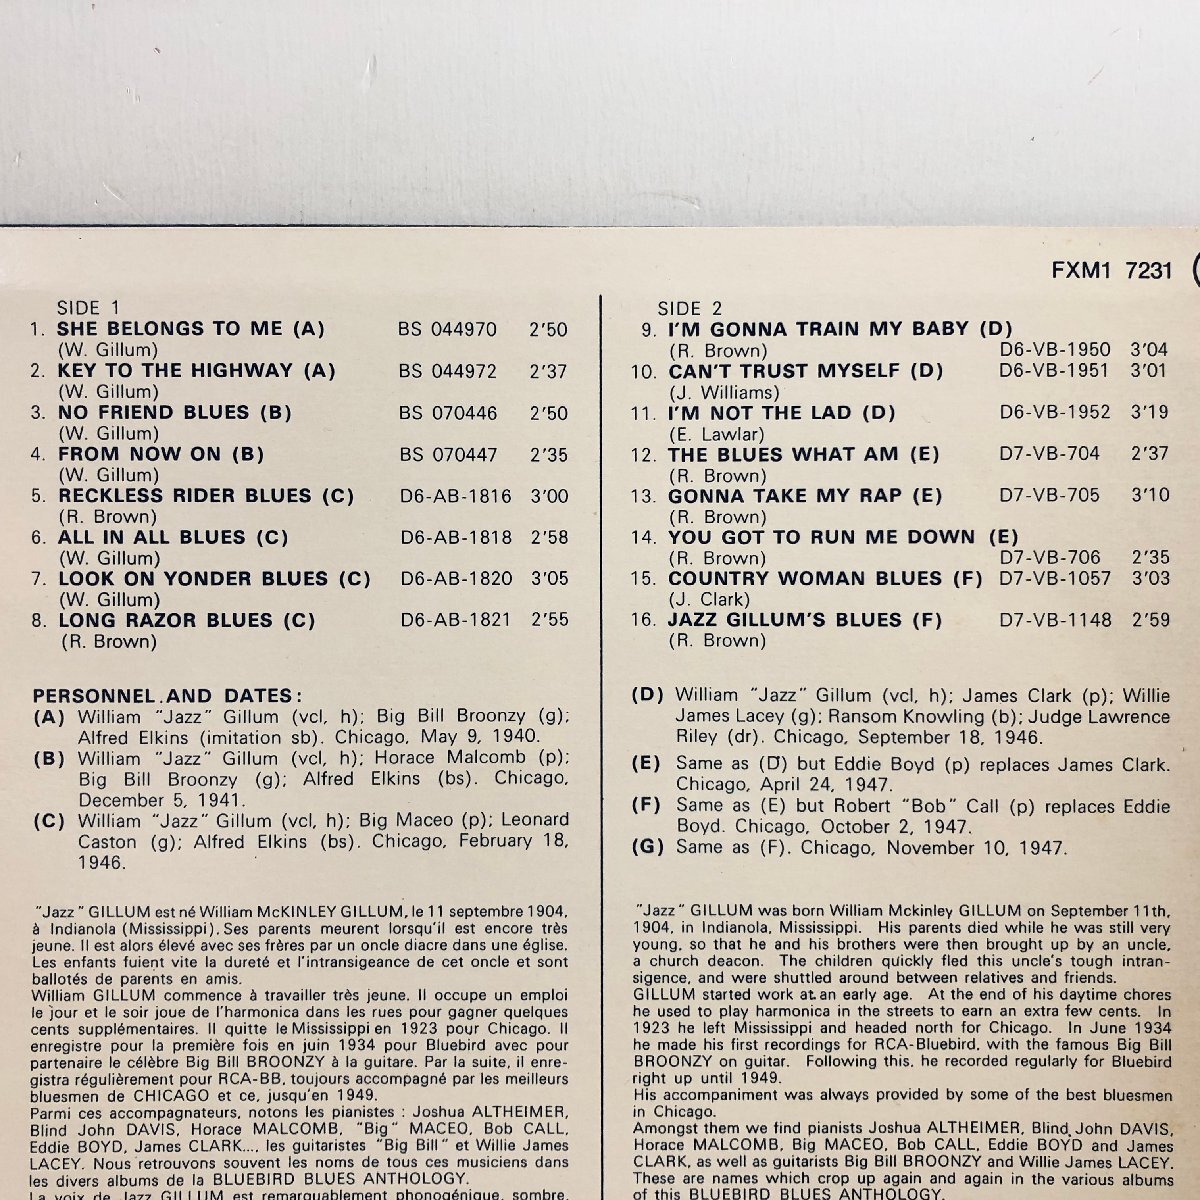 FXM1 7231
SIDE 1
1. SHE BELONGS TO ME (A) BS 044970 2'50
(W. Gillum)
2. KEY TO THE HIGHWAY (A) BS 044972 2'37
(W. Gillum)
3. NO FRIEND BLUES (B) BS 070446 2'50
(W. Gillum)
4. FROM NOW ON (B) BS 070447 2'35
(W. Gillum)
5. RECKLESS RIDER BLUES (C) D6-AB-1816 3'00
(R. Brown)
6. ALL IN ALL BLUES (C) D6-AB-1818 2'58
(W. Gillum)
7. LOOK ON YONDER BLUES (C) D6-AB-1820 3'05
(W. Gillum)
8. LONG RAZOR BLUES (C) D6-AB-1821 2'55
(R. Brown)
PERSONNEL.AND DATES:
(A) William "Jazz" Gillum (vcl, h); Big Bill Broonzy (g);
Alfred Elkins (imitation sb). Chicago, May 9, 1940.
(B) William "Jazz" Gillum (vcl, h); Horace Malcomb (p);
Big Bill Broonzy (g); Alfred Elkins (bs). Chicago,
December 5, 1941.
(C) William "Jazz" Gillum (vcl, h); Big Maceo (p); Leonard
Caston (g); Alfred Elkins (bs). Chicago, February 18,
1946.
"Jazz" GILLUM est né William McKINLEY GILLUM, le 11 septembre 1904,
à Indianola (Mississippi). Ses parents meurent lorsqu'il est encore très
jeune. Il est alors élevé avec ses frères par un oncle diacre dans une église.
Les enfants fuient vite la dureté et l'intransigeance de cet oncle et sont
ballotés de parents en amis.
William GILLUM commence à travailler très jeune. Il occupe un emploi
le jour et le soir joue de l'harmonica dans les rues pour gagner quelques
cents supplémentaires. Il quitte le Mississippi en 1923 pour Chicago. Il
enregistre pour la première fois en juin 1934 pour Bluebird avec pour
partenaire le célèbre Big Bill BROONZY à la guitare. Par la suite, il enre-
gistra régulièrement pour RCA-BB, toujours accompagné par les meilleurs
bluesmen de CHICAGO et ce, jusqu'en 1949.
Parmi ces accompagnateurs, notons les pianistes : Joshua ALTHEIMER,
Blind John DAVIS, Horace MALCOMB, "Big" MACEO, Bob CALL,
Eddie BOYD, James CLARK..., les guitaristes "Big Bill" et Willie James
LACEY. Nous retrouvons souvent les noms de tous ces musiciens dans
les divers albums de la BLUEBIRD BLUES ANTHOLOGY.
La voix de Jazz GILLUM est remarquablement phonogénique, sombre,
SIDE 2
9. I'M GONNA TRAIN MY BABY (D)
(R. Brown) D6-VB-1950 3'04
10. CAN'T TRUST MYSELF (D) D6-VB-1951 3'01
(J. Williams)
11. I'M NOT THE LAD (D) D6-VB-1952 3'19
(E. Lawlar)
12. THE BLUES WHAT AM (E) D7-VB-704 2'37
(R. Brown)
13. GONNA TAKE MY RAP (E) D7-VB-705 3'10
(R. Brown)
14. YOU GOT TO RUN ME DOWN (E)
(R. Brown) D7-VB-706 2'35
15. COUNTRY WOMAN BLUES (F) D7-VB-1057 3'03
(J. Clark)
16. JAZZ GILLUM'S BLUES (F) D7-VB-1148 2'59
(R. Brown)
(D) William "Jazz" Gillum (vcl, h); James Clark (p); Willie
James Lacey (g); Ransom Knowling (b); Judge Lawrence
Riley (dr). Chicago, September 18, 1946.
(E) Same as (D) but Eddie Boyd (p) replaces James Clark.
Chicago, April 24, 1947.
(F) Same as (E) but Robert "Bob" Call (p) replaces Eddie
Boyd. Chicago, October 2, 1947.
(G) Same as (F). Chicago, November 10, 1947.
"Jazz" GILLUM was born William Mckinley GILLUM on September 11th,
1904, in Indianola, Mississippi. His parents died while he was still very
young, so that he and his brothers were then brought up by an uncle,
a church deacon. The children quickly fled this uncle's tough intran-
sigence, and were shuttled around between relatives and friends.
GILLUM started work at an early age. At the end of his daytime chores
he used to play harmonica in the streets to earn an extra few cents. In
1923 he left Mississippi and headed north for Chicago. In June 1934
he made his first recordings for RCA-Bluebird, with the famous Big Bill
BROONZY on guitar. Following this, he recorded regularly for Bluebird
right up until 1949.
His accompaniment was always provided by some of the best bluesmen
in Chicago.
Amongst them we find pianists Joshua ALTHEIMER, Blind John DAVIS,
Horace MALCOMB, Big MACEO, Bob CALL, Eddie BOYD and James
CLARK, as well as guitarists Big Bill BROONZY and Willie James LACEY.
These are names which crop up again and again in the various albums
of this BLUEBIRD BLUES ANTHOLOGY.